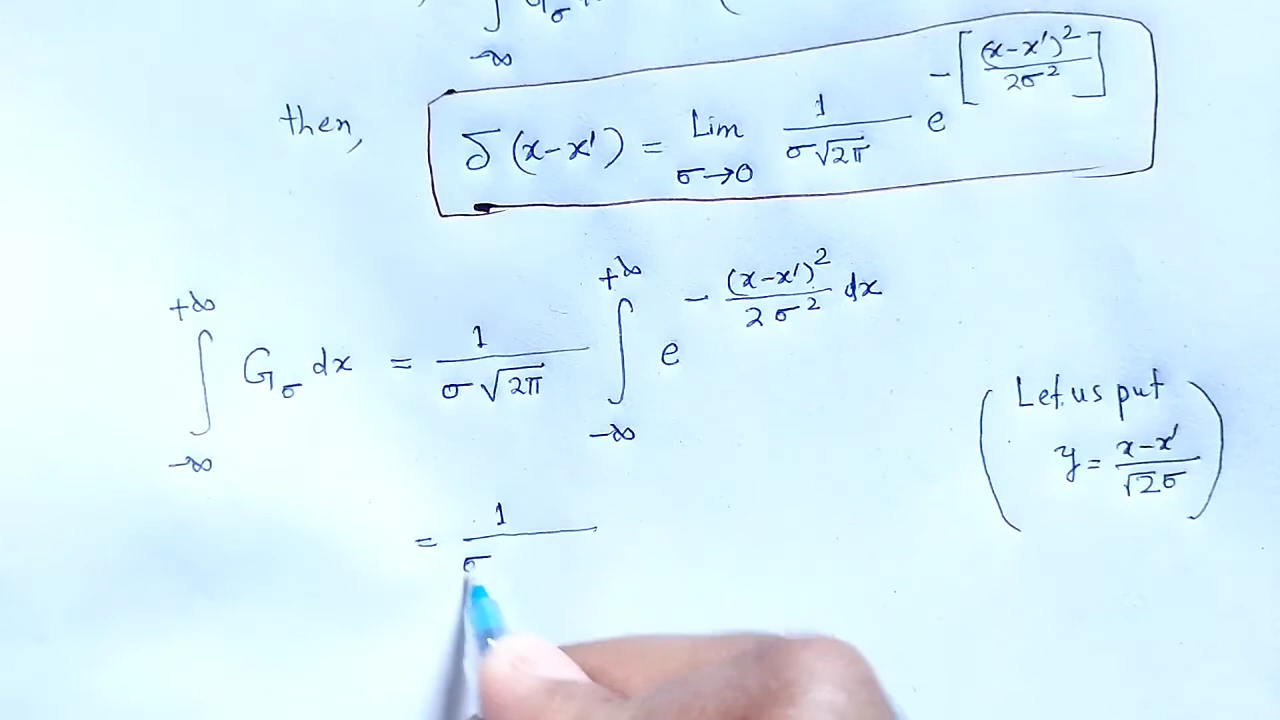 ∫ -∞
then, δ(x-x') = Lim σ→0 1/(σ√2π) e^-[(x-x')²/2σ²]
∫_{-∞}^{+∞} G_σ dx = 1/(σ√2π) ∫_{-∞}^{+∞} e^-(x-x')²/2σ² dx
(Let us put
y = (x-x')/√2σ)
= 1/σ